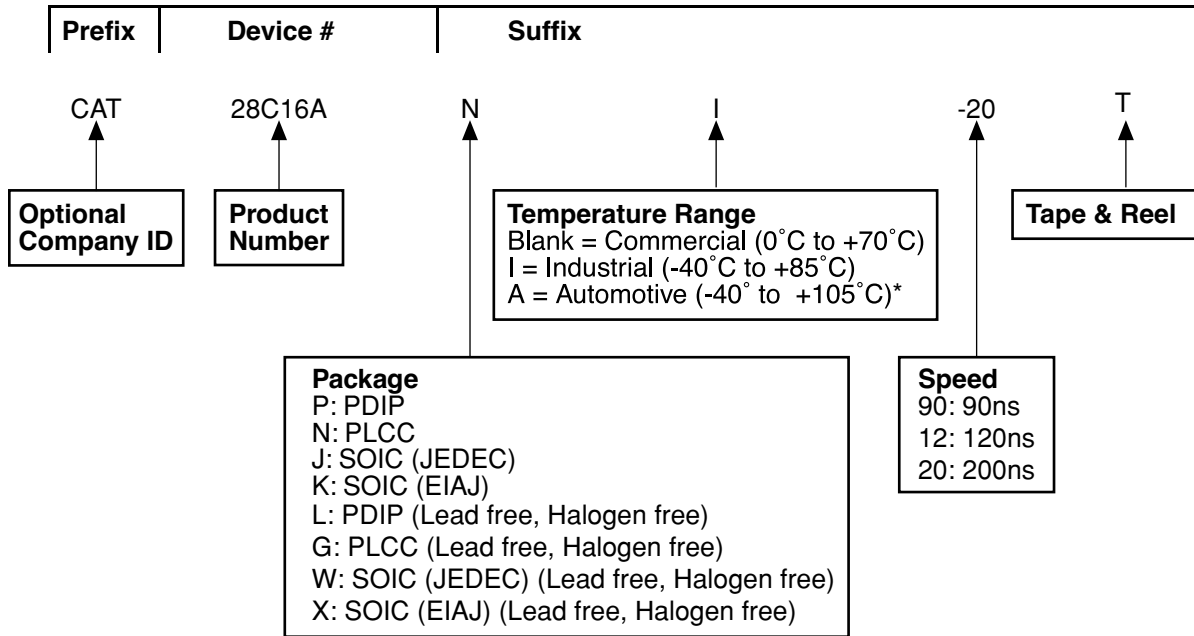 Prefix Device # Suffix
CAT 28C16A N I -20 T
Optional
Company ID
Product
Number
Temperature Range
Blank = Commercial (0˚C to +70˚C)
I = Industrial (-40˚C to +85˚C)
A = Automotive (-40˚ to +105˚C)*
Tape & Reel
Package
P: PDIP
N: PLCC
J: SOIC (JEDEC)
K: SOIC (EIAJ)
L: PDIP (Lead free, Halogen free)
G: PLCC (Lead free, Halogen free)
W: SOIC (JEDEC) (Lead free, Halogen free)
X: SOIC (EIAJ) (Lead free, Halogen free)
Speed
90: 90ns
12: 120ns
20: 200ns